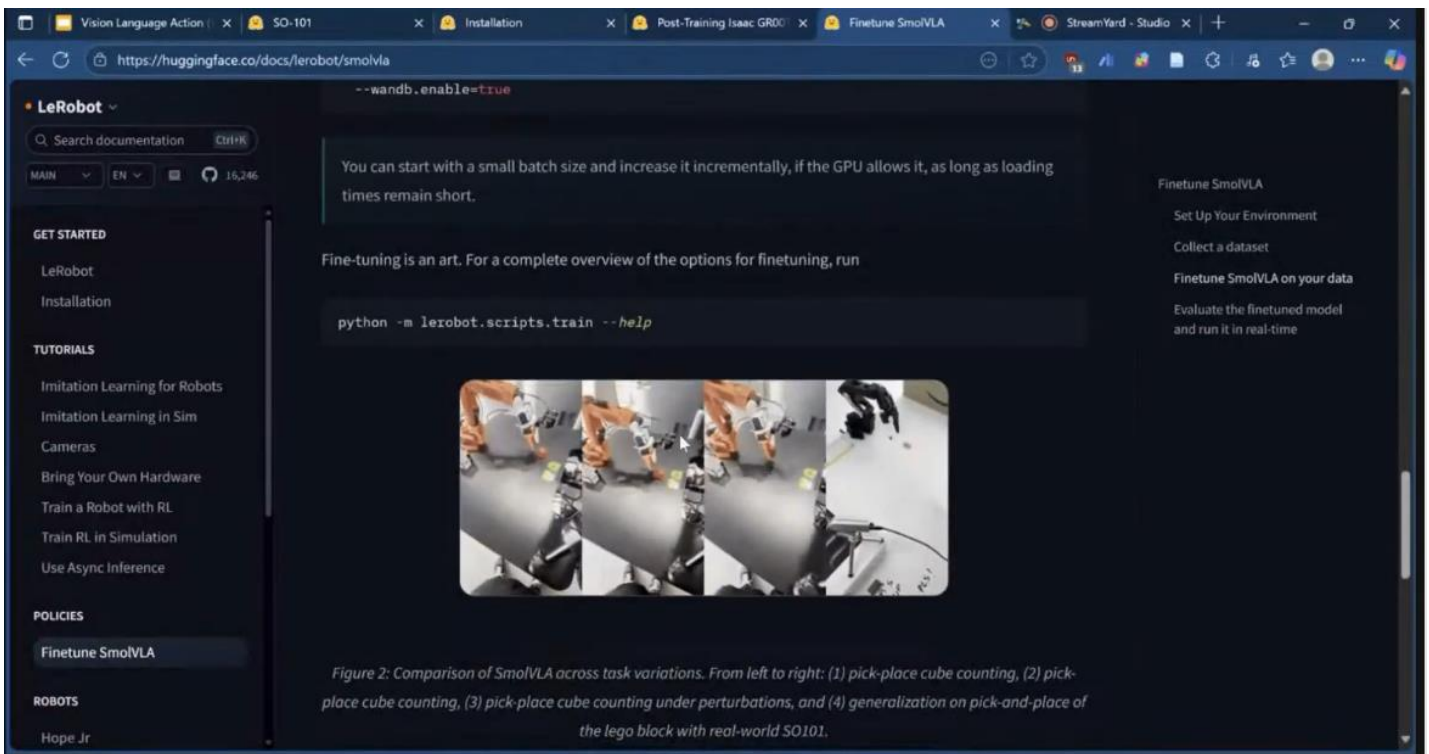 Vision Language Action (
SO-101
Installation
Post-Training Isaac GR00T
Finetune SmolVLA
StreamYard - Studio
https://huggingface.co/docs/lerobot/smolvla
13
LeRobot
Search documentation
Ctrl+K
MAIN
EN
16,246
GET STARTED
LeRobot
Installation
TUTORIALS
Imitation Learning for Robots
Imitation Learning in Sim
Cameras
Bring Your Own Hardware
Train a Robot with RL
Train RL in Simulation
Use Async Inference
POLICIES
Finetune SmolVLA
ROBOTS
Hope Jr
--wandb.enable=true
You can start with a small batch size and increase it incrementally, if the GPU allows it, as long as loading
times remain short.
Fine-tuning is an art. For a complete overview of the options for finetuning, run
python -m lerobot.scripts.train --help
Figure 2: Comparison of SmolVLA across task variations. From left to right: (1) pick-place cube counting, (2) pick-
place cube counting, (3) pick-place cube counting under perturbations, and (4) generalization on pick-and-place of
the lego block with real-world SO101.
Finetune SmolVLA
Set Up Your Environment
Collect a dataset
Finetune SmolVLA on your data
Evaluate the finetuned model
and run it in real-time